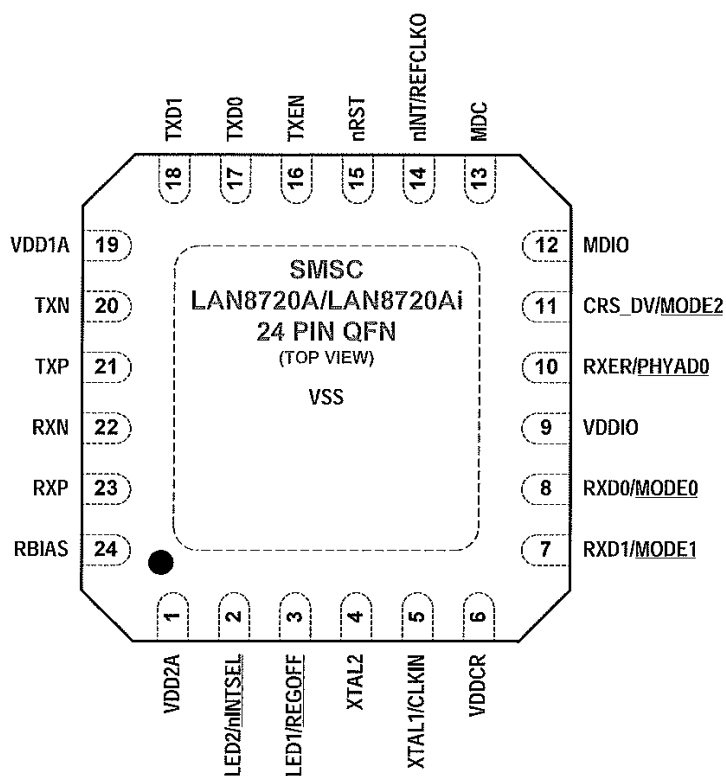 TXD1
TXD0
TXEN
nRST
nINT/REFCLKO
MDC
18
17
16
15
14
13
VDD1A 19
TXN 20
TXP 21
RXN 22
RXP 23
RBIAS 24
SMSC
LAN8720A/LAN8720Ai
24 PIN QFN
(TOP VIEW)
VSS
12 MDIO
11 CRS_DV/MODE2
10 RXER/PHYAD0
9 VDDIO
8 RXD0/MODE0
7 RXD1/MODE1
1
2
3
4
5
6
VDD2A
LED2/nINTSEL
LED1/REGOFF
XTAL2
XTAL1/CLKIN
VDDCR